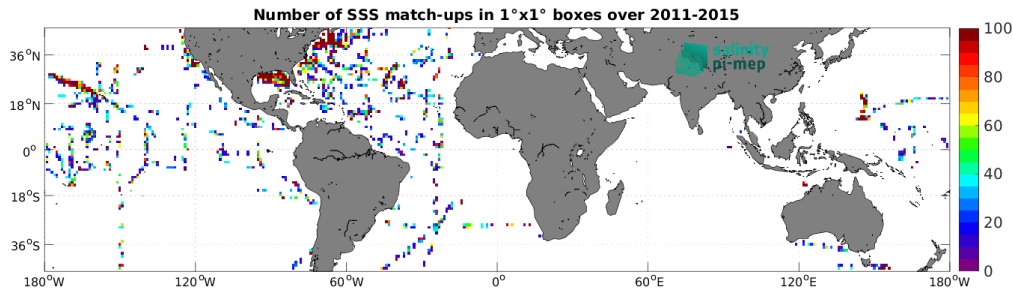 Number of SSS match-ups in 1°x1° boxes over 2011-2015
36°N
18°N
0°
18°S
36°S
180°W 120°W 60°W 0° 60°E 120°E 180°W
100
80
60
40
20
0
salinity
pi-mep